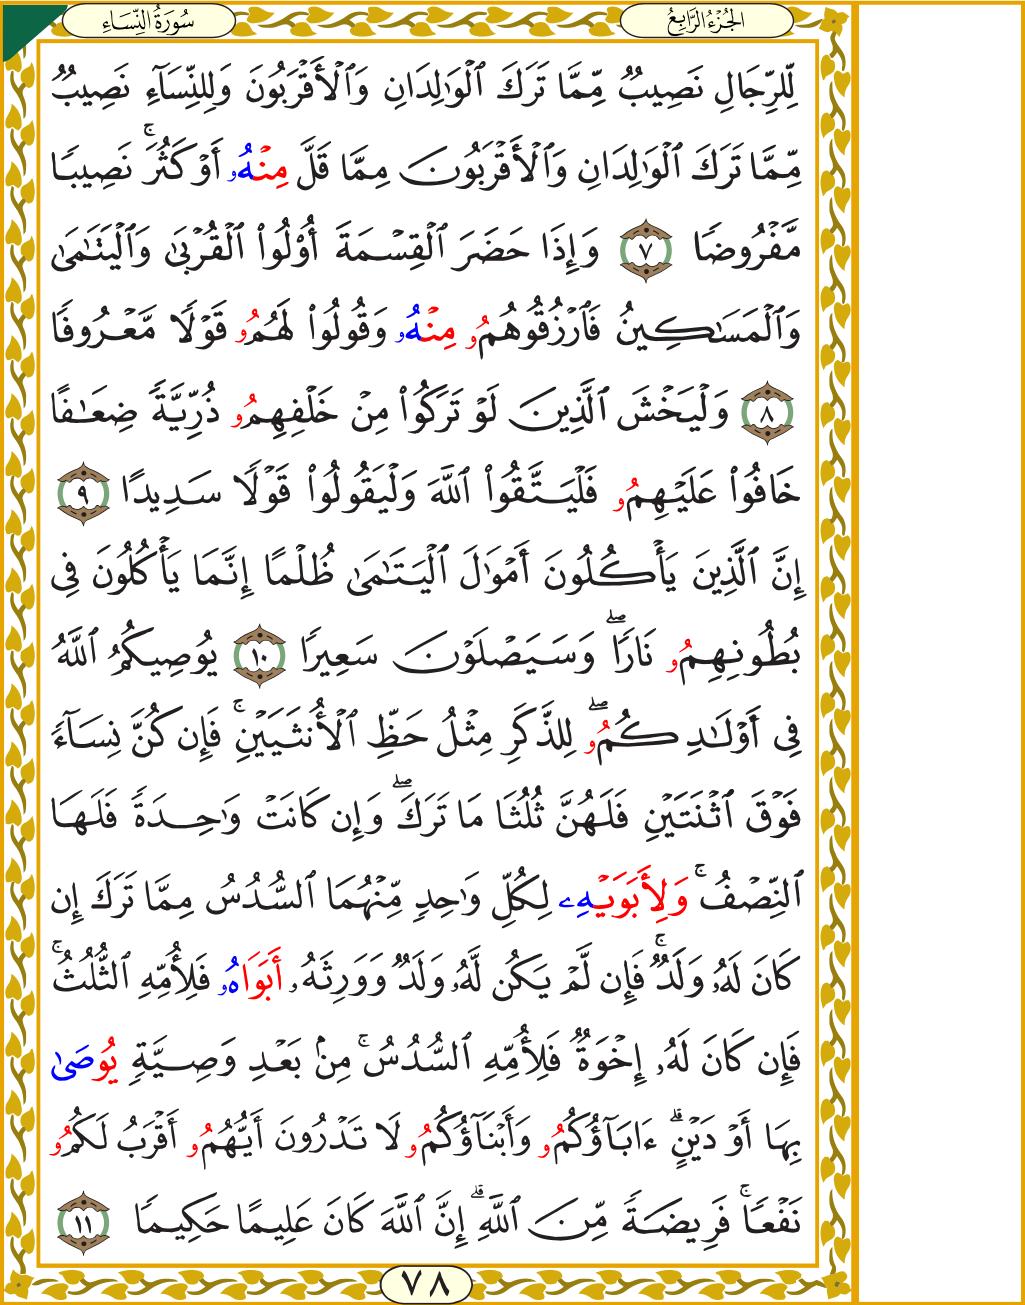 سُورَةُ النِّسَاءِ
الجُزْءُ الرَّابِعُ
لِّلرِّجَالِ نَصِيبٌ مِّمَّا تَرَكَ ٱلْوَٰلِدَانِ وَٱلْأَقْرَبُونَ وَلِلنِّسَآءِ نَصِيبٌ
مِّمَّا تَرَكَ ٱلْوَٰلِدَانِ وَٱلْأَقْرَبُونَ مِمَّا قَلَّ مِنْهُۥ أَوْ كَثُرَ ۚ نَصِيبًا
مَّفْرُوضًا ٧ وَإِذَا حَضَرَ ٱلْقِسْمَةَ أُو۟لُوا۟ ٱلْقُرْبَىٰ وَٱلْيَتَٰمَىٰ
وَٱلْمَسَٰكِينُ فَٱرْزُقُوهُمُۥ مِنْهُۥ وَقُولُوا۟ لَهُمُۥ قَوْلًا مَّعْرُوفًا
٨ وَلْيَخْشَ ٱلَّذِينَ لَوْ تَرَكُوا۟ مِنْ خَلْفِهِمُۥ ذُرِّيَّةً ضِعَٰفًا
خَافُوا۟ عَلَيْهِمُۥ فَلْيَتَّقُوا۟ ٱللَّهَ وَلْيَقُولُوا۟ قَوْلًا سَدِيدًا ٩
إِنَّ ٱلَّذِينَ يَأْكُلُونَ أَمْوَٰلَ ٱلْيَتَٰمَىٰ ظُلْمًا إِنَّمَا يَأْكُلُونَ فِى
بُطُونِهِمُۥ نَارًا ۖ وَسَيَصْلَوْنَ سَعِيرًا ١٠ يُوصِيكُمُ ٱللَّهُ
فِىٓ أَوْلَٰدِكُمُۥ ۖ لِلذَّكَرِ مِثْلُ حَظِّ ٱلْأُنثَيَيْنِ ۚ فَإِن كُنَّ نِسَآءً
فَوْقَ ٱثْنَتَيْنِ فَلَهُنَّ ثُلُثَا مَا تَرَكَ ۖ وَإِن كَانَتْ وَٰحِدَةً فَلَهَا
ٱلنِّصْفُ ۚ وَلِأَبَوَيْهِۦ لِكُلِّ وَٰحِدٍ مِّنْهُمَا ٱلسُّدُسُ مِمَّا تَرَكَ إِن
كَانَ لَهُۥ وَلَدٌ ۚ فَإِن لَّمْ يَكُن لَّهُۥ وَلَدٌ وَوَرِثَهُۥ أَبَوَاهُۥ فَلِأُمِّهِ ٱلثُّلُثُ ۚ
فَإِن كَانَ لَهُۥ إِخْوَةٌ فَلِأُمِّهِ ٱلسُّدُسُ ۚ مِنۢ بَعْدِ وَصِيَّةٍ يُوصَىٰ
بِهَا أَوْ دَيْنٍ ۗ ءَابَآؤُكُمُۥ وَأَبْنَآؤُكُمُۥ لَا تَدْرُونَ أَيُّهُمُۥ أَقْرَبُ لَكُمُۥ
نَفْعًا ۚ فَرِيضَةً مِّنَ ٱللَّهِ ۗ إِنَّ ٱللَّهَ كَانَ عَلِيمًا حَكِيمًا ١١
٧٨